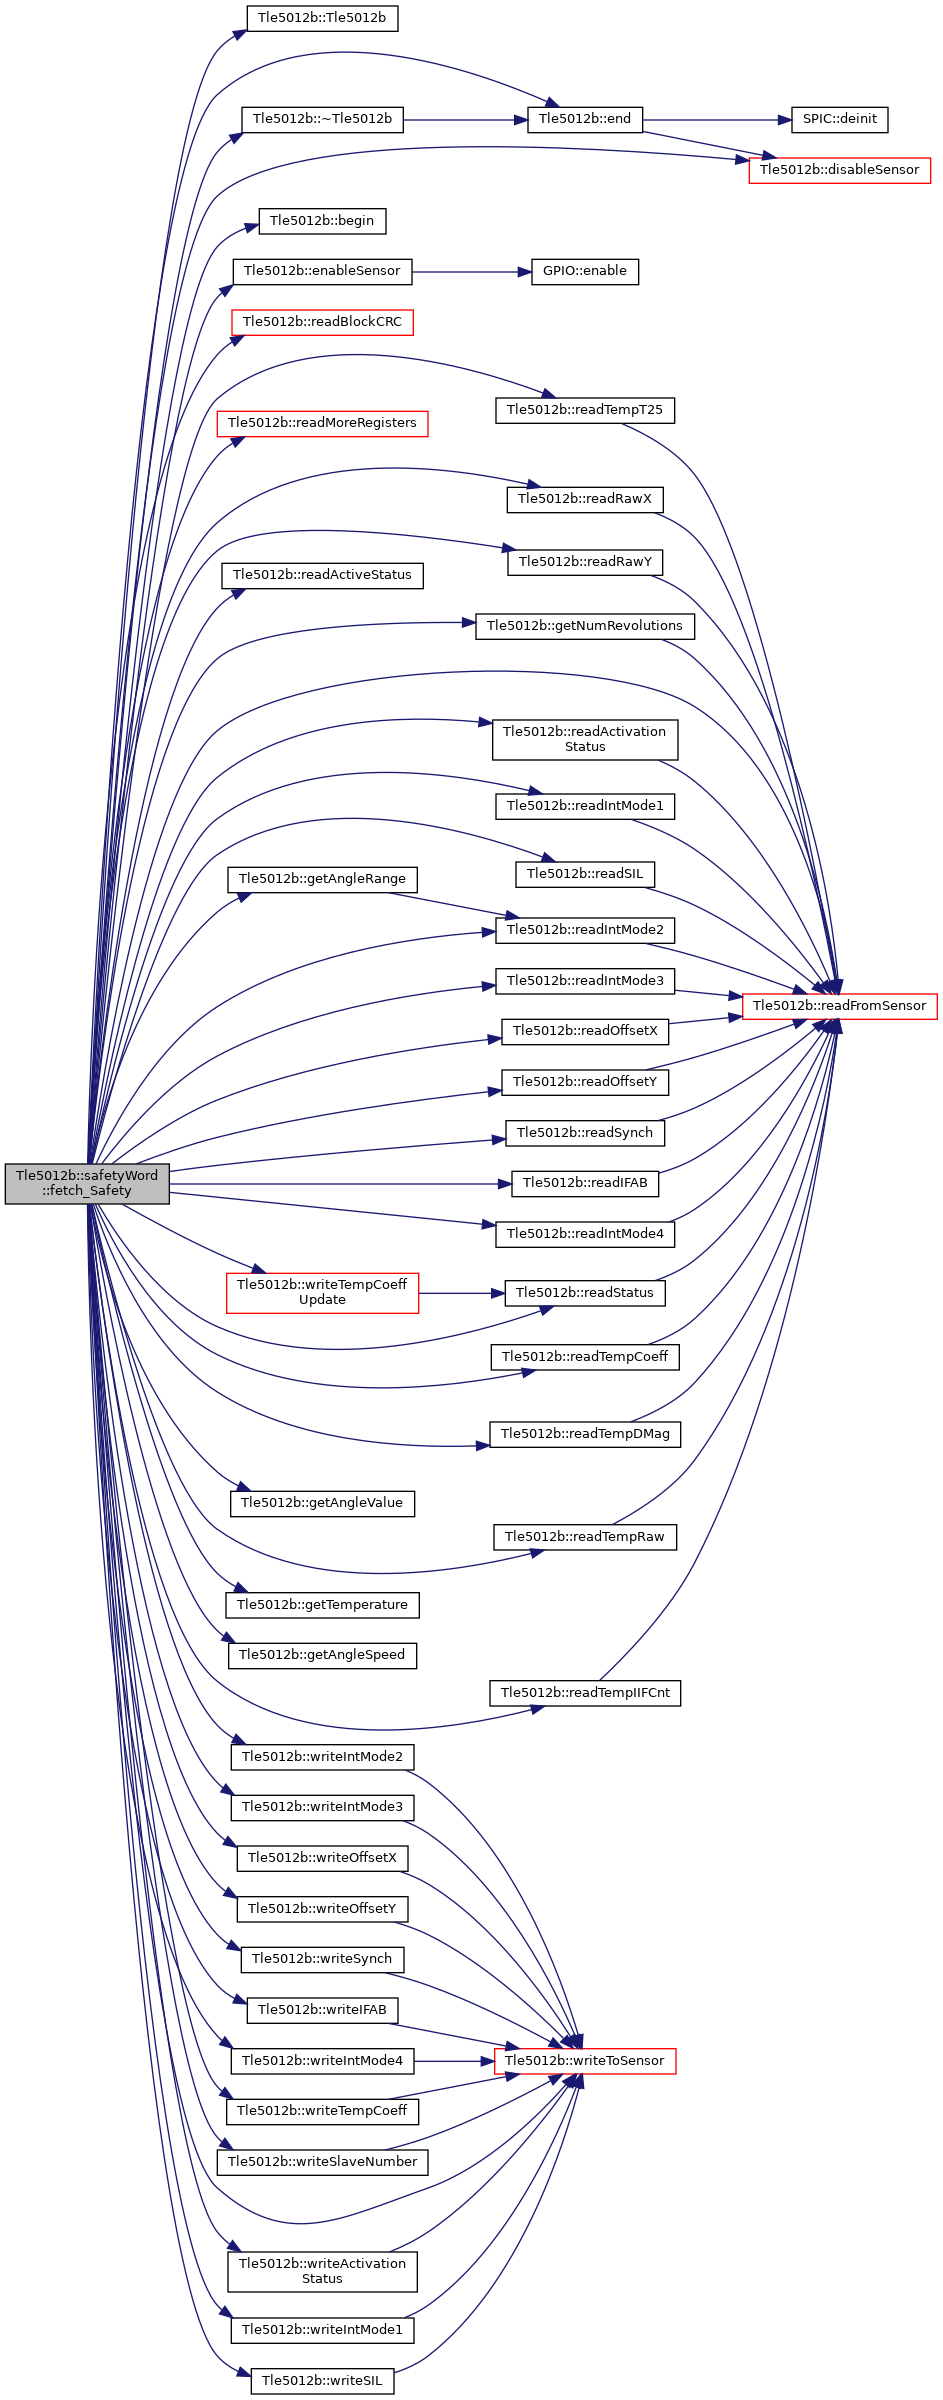 Tle5012b::Tle5012b
Tle5012b::~Tle5012b
Tle5012b::end
SPIC::deinit
Tle5012b::disableSensor
Tle5012b::begin
Tle5012b::enableSensor
GPIO::enable
Tle5012b::readBlockCRC
Tle5012b::readTempT25
Tle5012b::readMoreRegisters
Tle5012b::readRawX
Tle5012b::readRawY
Tle5012b::readActiveStatus
Tle5012b::getNumRevolutions
Tle5012b::readActivation
Status
Tle5012b::readIntMode1
Tle5012b::readSIL
Tle5012b::getAngleRange
Tle5012b::readIntMode2
Tle5012b::readIntMode3
Tle5012b::readFromSensor
Tle5012b::readOffsetX
Tle5012b::readOffsetY
Tle5012b::readSynch
Tle5012b::safetyWord
::fetch_Safety
Tle5012b::readIFAB
Tle5012b::readIntMode4
Tle5012b::writeTempCoeff
Update
Tle5012b::readStatus
Tle5012b::readTempCoeff
Tle5012b::readTempDMag
Tle5012b::getAngleValue
Tle5012b::readTempRaw
Tle5012b::getTemperature
Tle5012b::getAngleSpeed
Tle5012b::readTempIIFCnt
Tle5012b::writeIntMode2
Tle5012b::writeIntMode3
Tle5012b::writeOffsetX
Tle5012b::writeOffsetY
Tle5012b::writeSynch
Tle5012b::writeIFAB
Tle5012b::writeIntMode4
Tle5012b::writeToSensor
Tle5012b::writeTempCoeff
Tle5012b::writeSlaveNumber
Tle5012b::writeActivation
Status
Tle5012b::writeIntMode1
Tle5012b::writeSIL